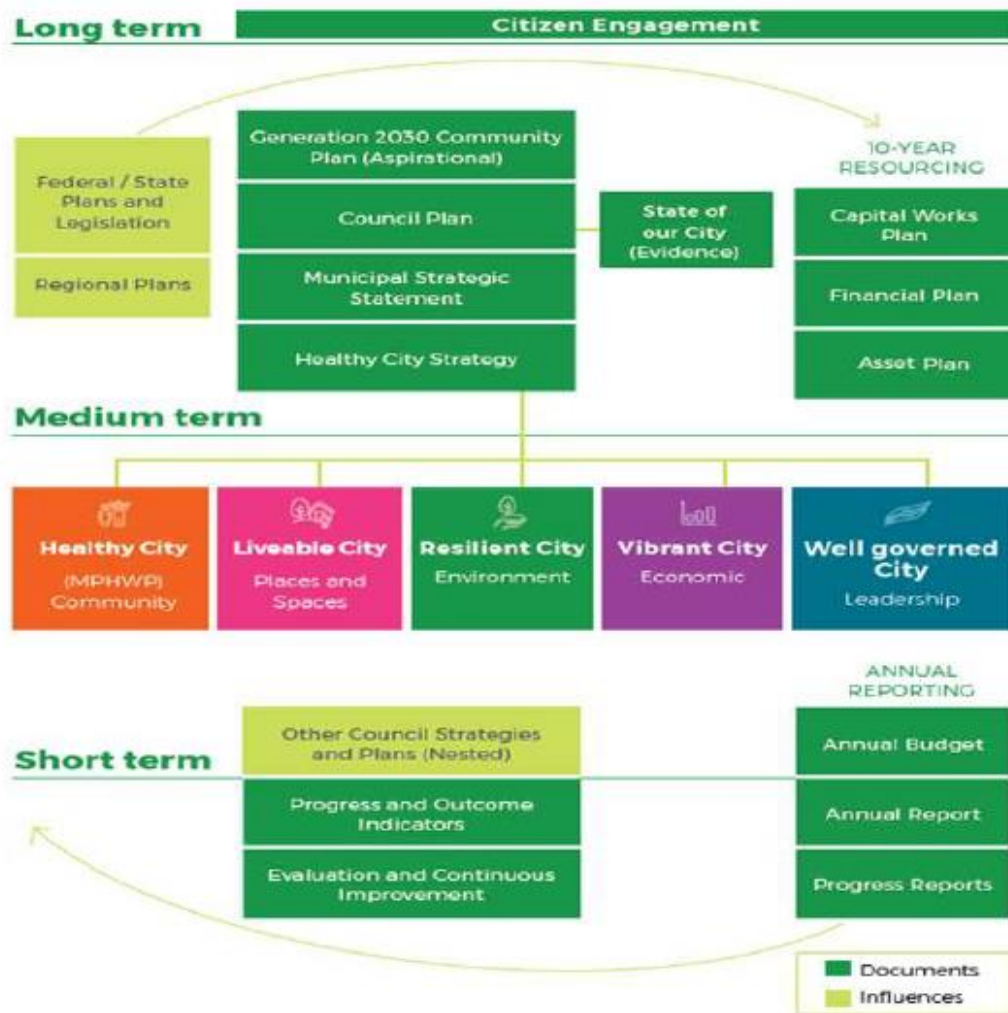 Long term
Citizen Engagement
Federal / State
Plans and
Legislation
Regional Plans
Generation 2030 Community
Plan (Aspirational)
Council Plan
Municipal Strategic
Statement
Healthy City Strategy
State of
our City
(Evidence)
10-YEAR
RESOURCING
Capital Works
Plan
Financial Plan
Asset Plan
Medium term
Healthy City
(MPHWP)
Community
Liveable City
Places and
Spaces
Resilient City
Environment
Vibrant City
Economic
Well governed
City
Leadership
Short term
Other Council Strategies
and Plans (Nested)
Progress and Outcome
Indicators
Evaluation and Continuous
Improvement
ANNUAL
REPORTING
Annual Budget
Annual Report
Progress Reports
Documents
Influences